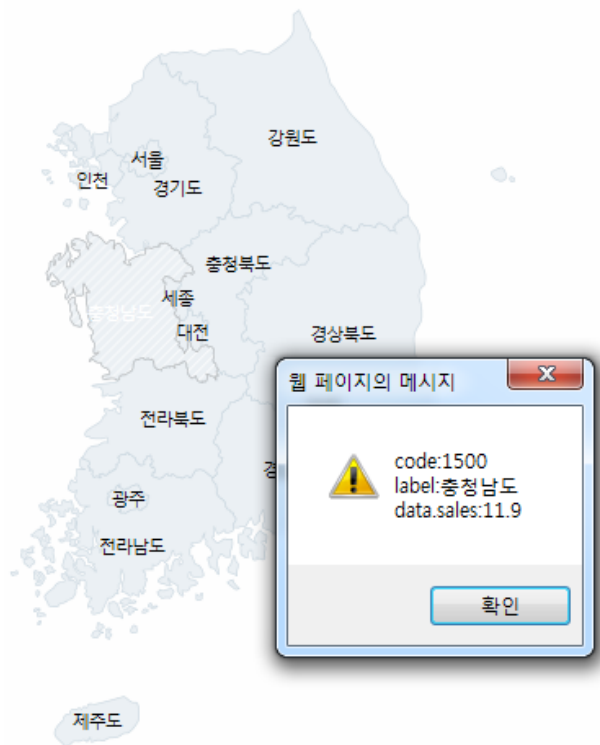 강원도
서울
인천
경기도
충청북도
세종
충청남도
대전
경상북도
전라북도
경
광주
전라남도
제주도
웹 페이지의 메시지
code:1500
label:충청남도
data.sales:11.9
확인